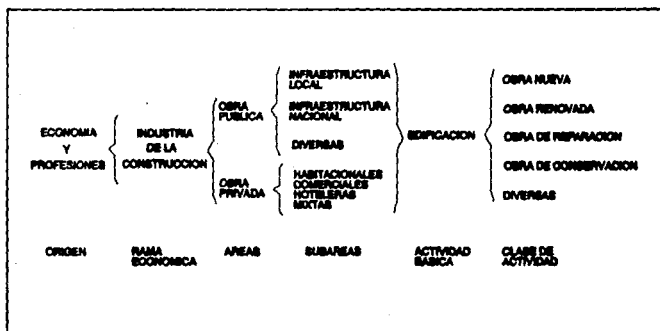 ECONOMIA
Y
PROFESIONES
INDUSTRIA
DE LA
CONSTRUCCION
OBRA
PUBLICA
OBRA
PRIVADA
INFRAESTRUCTURA
LOCAL
INFRAESTRUCTURA
NACIONAL
DIVERSAS
HABITACIONALES
COMERCIALES
HOTELERAS
MIXTAS
EDIFICACION
OBRA NUEVA
OBRA RENOVADA
OBRA DE REPARACION
OBRA DE CONSERVACION
DIVERSAS
ORIGEN
RAMA
ECONOMICA
AREAS
SUBAREAS
ACTIVIDAD
BASICA
CLASE DE
ACTIVIDAD